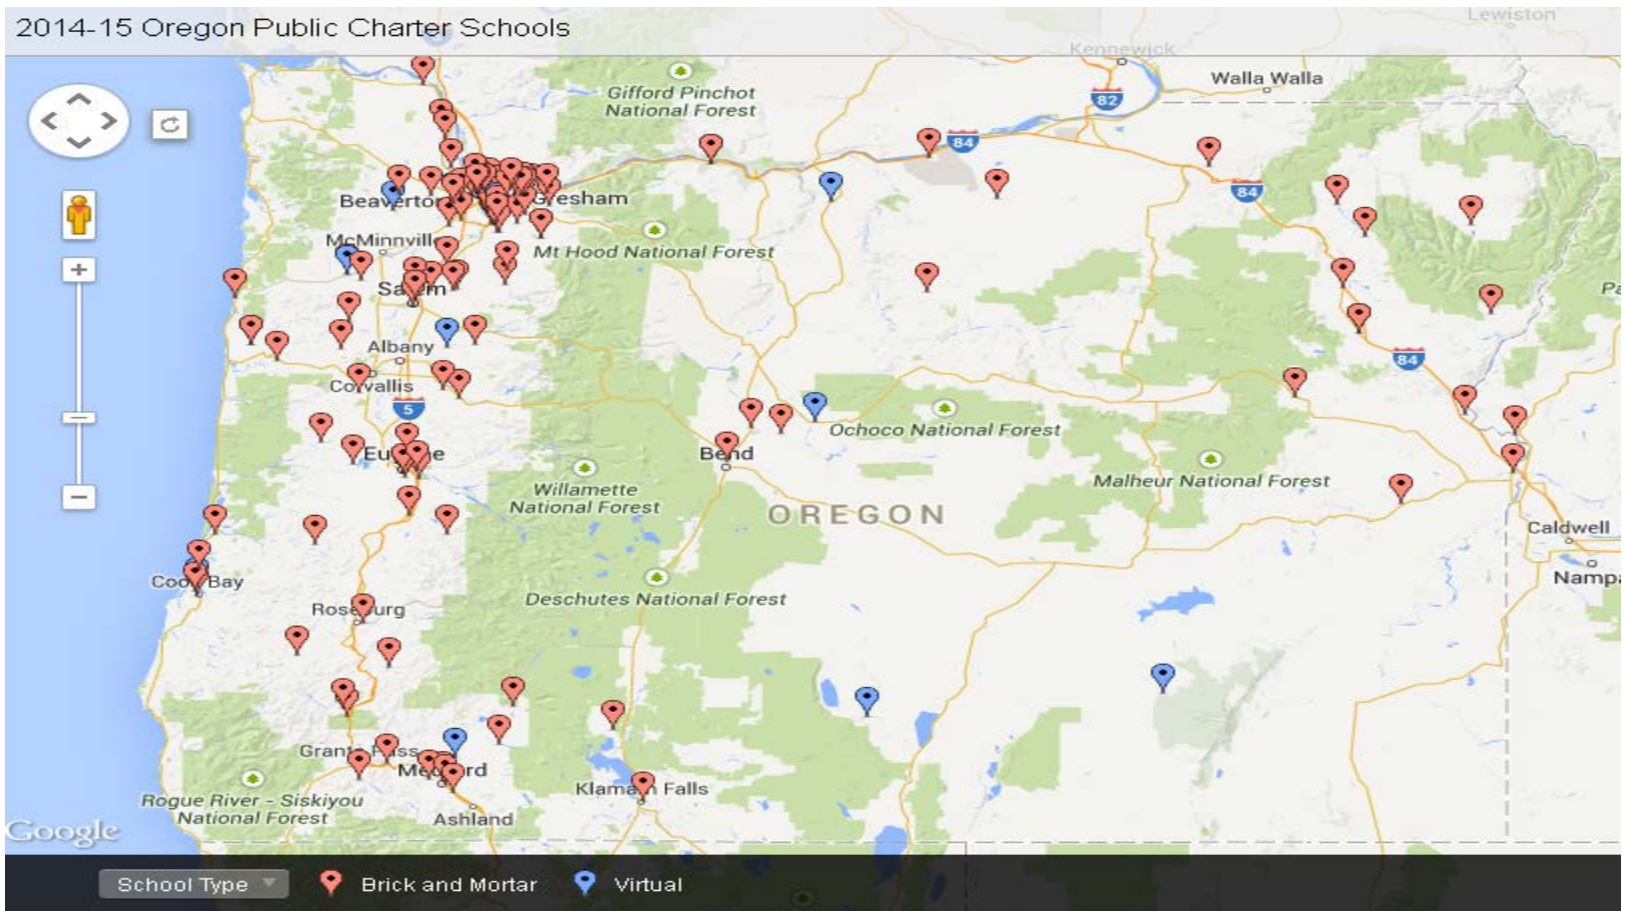 2014-15 Oregon Public Charter Schools
Lewiston
Kennewick
Walla Walla
Gifford Pinchot
National Forest
82
84
84
Beaverton
Gresham
McMinnville
Mt Hood National Forest
Salem
Albany
84
Corvallis
5
Ochoco National Forest
Eugene
Bend
Malheur National Forest
Willamette
National Forest
OREGON
Caldwell
Coos Bay
Nampa
Deschutes National Forest
Roseburg
Grants Pass
Medford
Klamath Falls
Rogue River - Siskiyou
National Forest
Ashland
Google
School Type
Brick and Mortar
Virtual